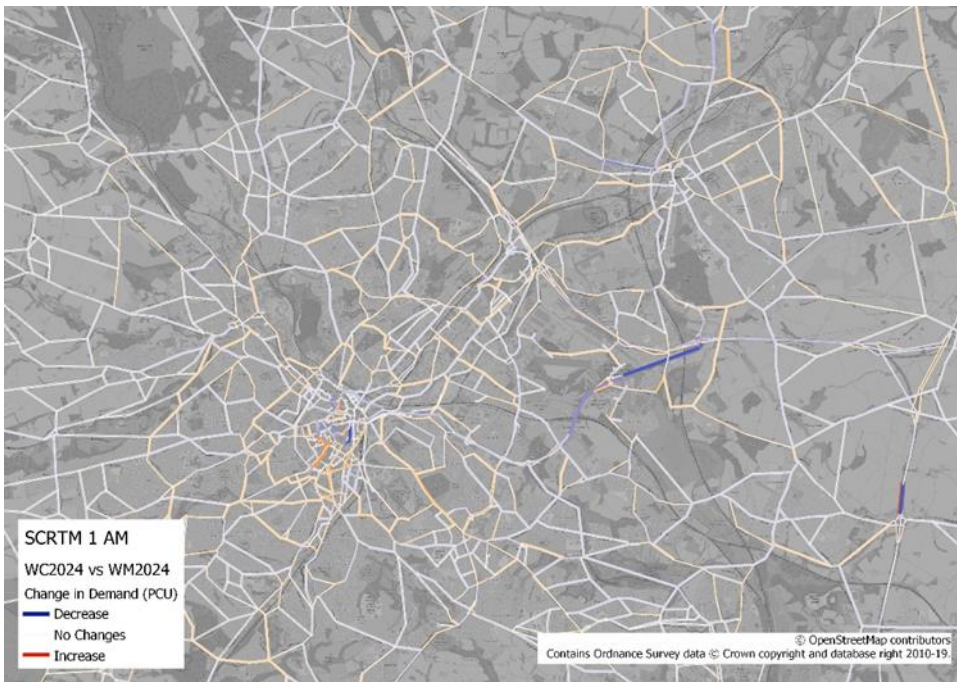 SCRTM 1 AM
WC2024 vs WM2024
Change in Demand (PCU)
Decrease
No Changes
Increase
© OpenStreetMap contributors
Contains Ordnance Survey data © Crown copyright and database right 2010-19.